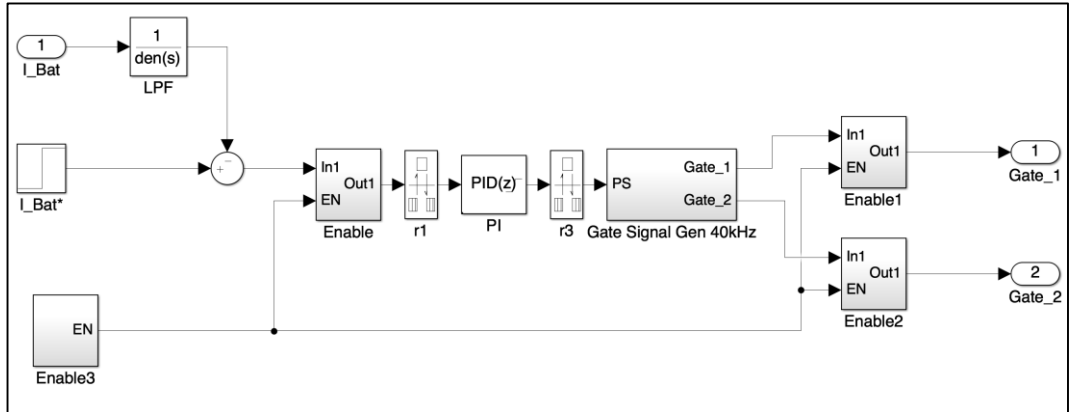 1
I_Bat
1
den(s)
LPF
I_Bat*
+
−
In1
EN
Out1
Enable
r1
PID(z)
PI
r3
PS
Gate_1
Gate_2
Gate Signal Gen 40kHz
In1
EN
Out1
Enable1
1
Gate_1
In1
EN
Out1
Enable2
2
Gate_2
EN
Enable3